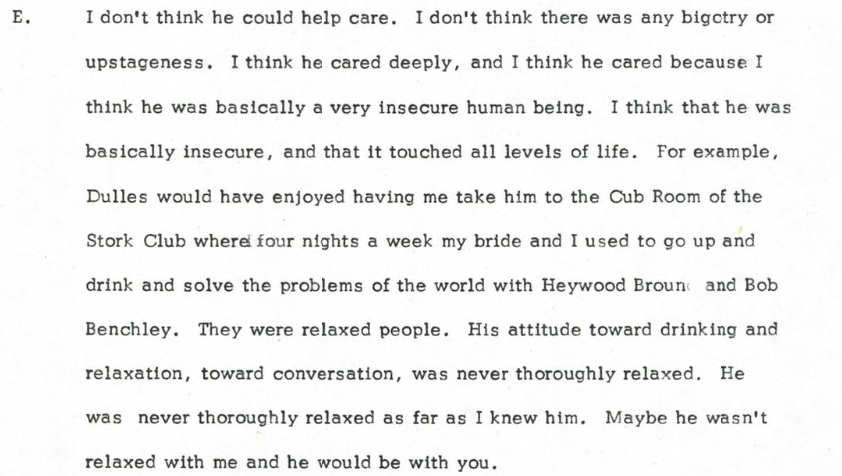 E. I don't think he could help care. I don't think there was any bigotry or
upstageness. I think he cared deeply, and I think he cared because I
think he was basically a very insecure human being. I think that he was
basically insecure, and that it touched all levels of life. For example,
Dulles would have enjoyed having me take him to the Cub Room of the
Stork Club where four nights a week my bride and I used to go up and
drink and solve the problems of the world with Heywood Broun and Bob
Benchley. They were relaxed people. His attitude toward drinking and
relaxation, toward conversation, was never thoroughly relaxed. He
was never thoroughly relaxed as far as I knew him. Maybe he wasn't
relaxed with me and he would be with you.